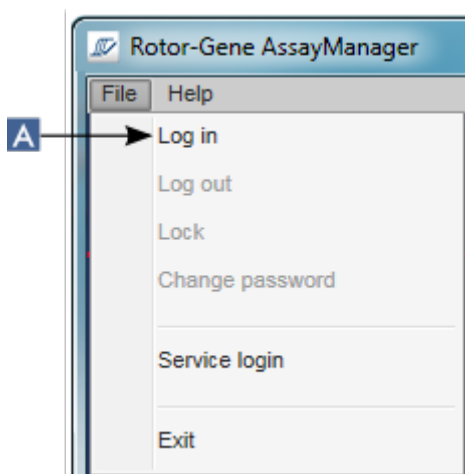 Rotor-Gene AssayManager
File Help
A Log in
Log out
Lock
Change password
Service login
Exit